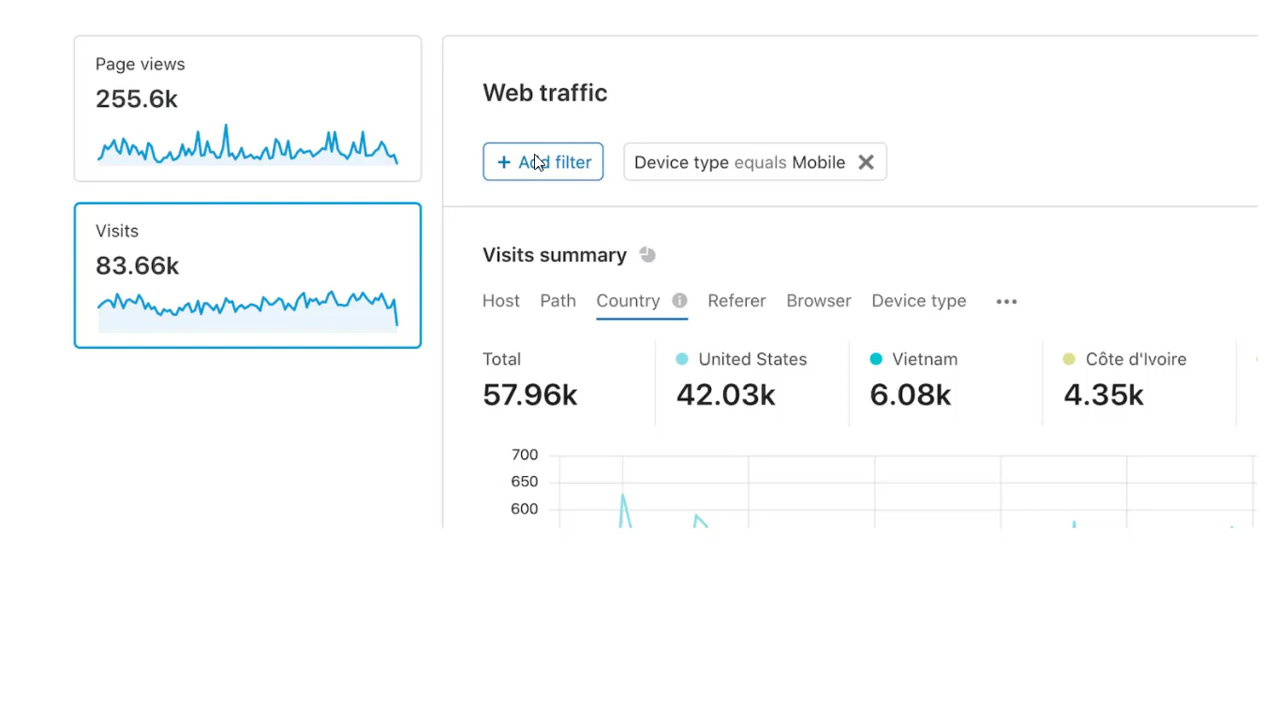 Page views
255.6k
Visits
83.66k
Web traffic
+ Add filter
Device type equals Mobile
Visits summary
Host Path Country Referer Browser Device type
Total
57.96k
United States
42.03k
Vietnam
6.08k
Côte d'Ivoire
4.35k
700
650
600